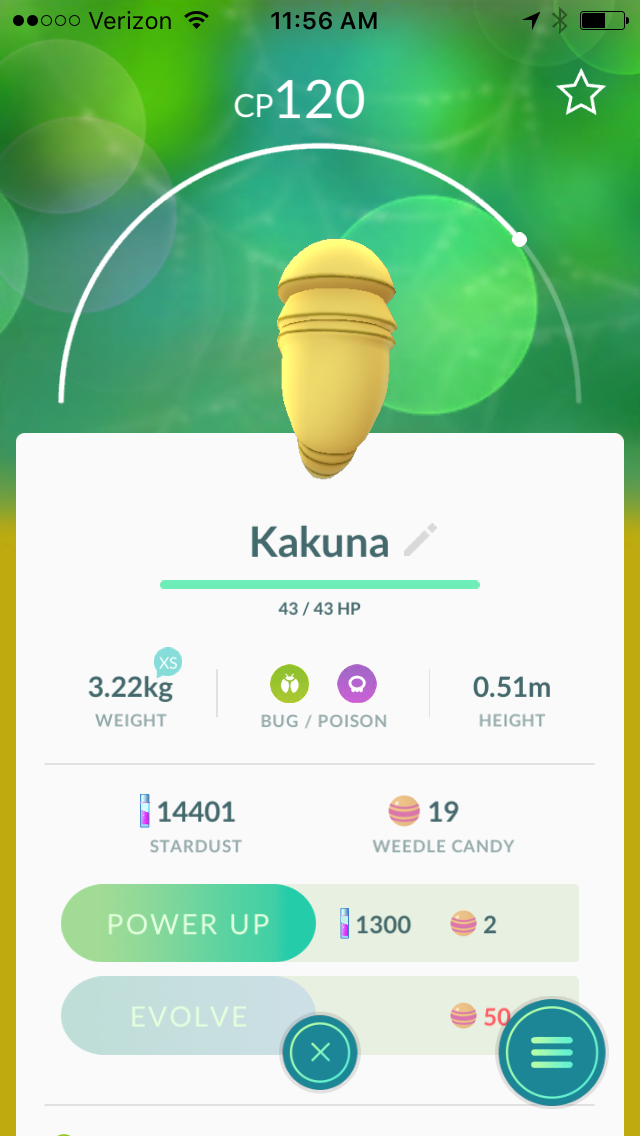 Verizon 11:56 AM
CP120
Kakuna
43 / 43 HP
XS
3.22kg 0.51m
WEIGHT BUG / POISON HEIGHT
14401 19
STARDUST WEEDLE CANDY
POWER UP 1300 2
EVOLVE 50